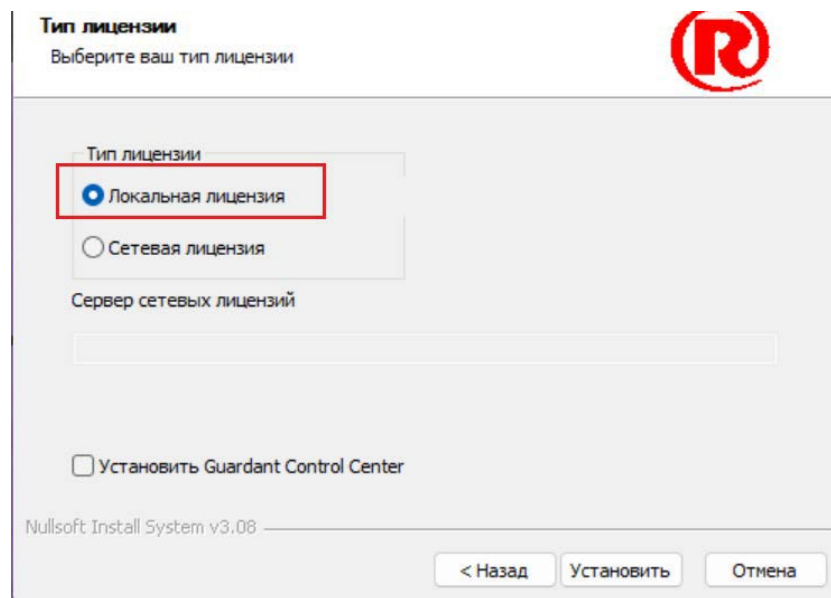 Тип лицензии
Выберите ваш тип лицензии
R
Тип лицензии
Локальная лицензия
Сетевая лицензия
Сервер сетевых лицензий
Установить Guardant Control Center
Nullsoft Install System v3.08
< Назад
Установить
Отмена